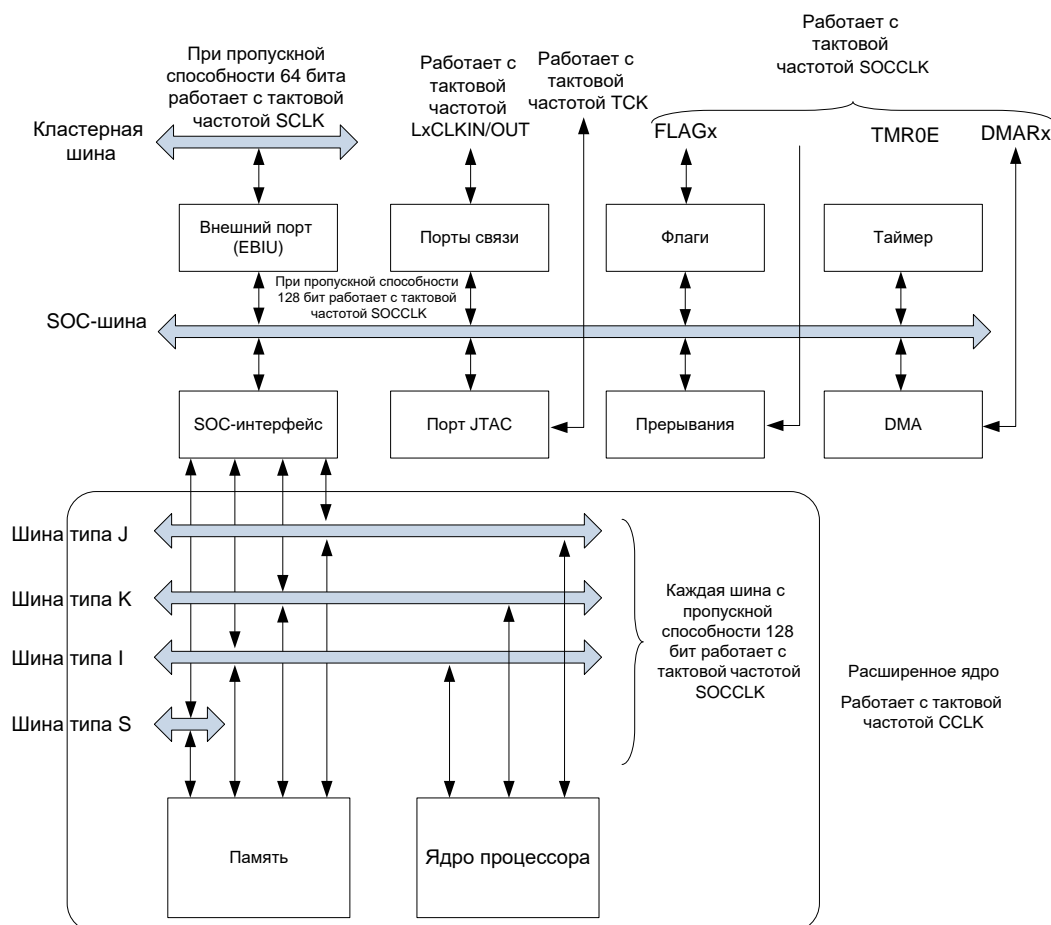 При пропускной
способности 64 бита
работает с тактовой
частотой SCLK
Работает с
тактовой
частотой
LxCLKIN/OUT
Работает с
тактовой
частотой TCK
Работает с
тактовой
частотой SOCCLK
Кластерная
шина
FLAGx
TMR0E
DMARx
Внешний порт
(EBIU)
Порты связи
Флаги
Таймер
При пропускной способности
128 бит работает с тактовой
частотой SOCCLK
SOC-шина
SOC-интерфейс
Порт JTAC
Прерывания
DMA
Шина типа J
Шина типа K
Шина типа I
Шина типа S
Каждая шина с
пропускной
способности 128
бит работает с
тактовой частотой
SOCCLK
Расширенное ядро
Работает с тактовой
частотой CCLK
Память
Ядро процессора